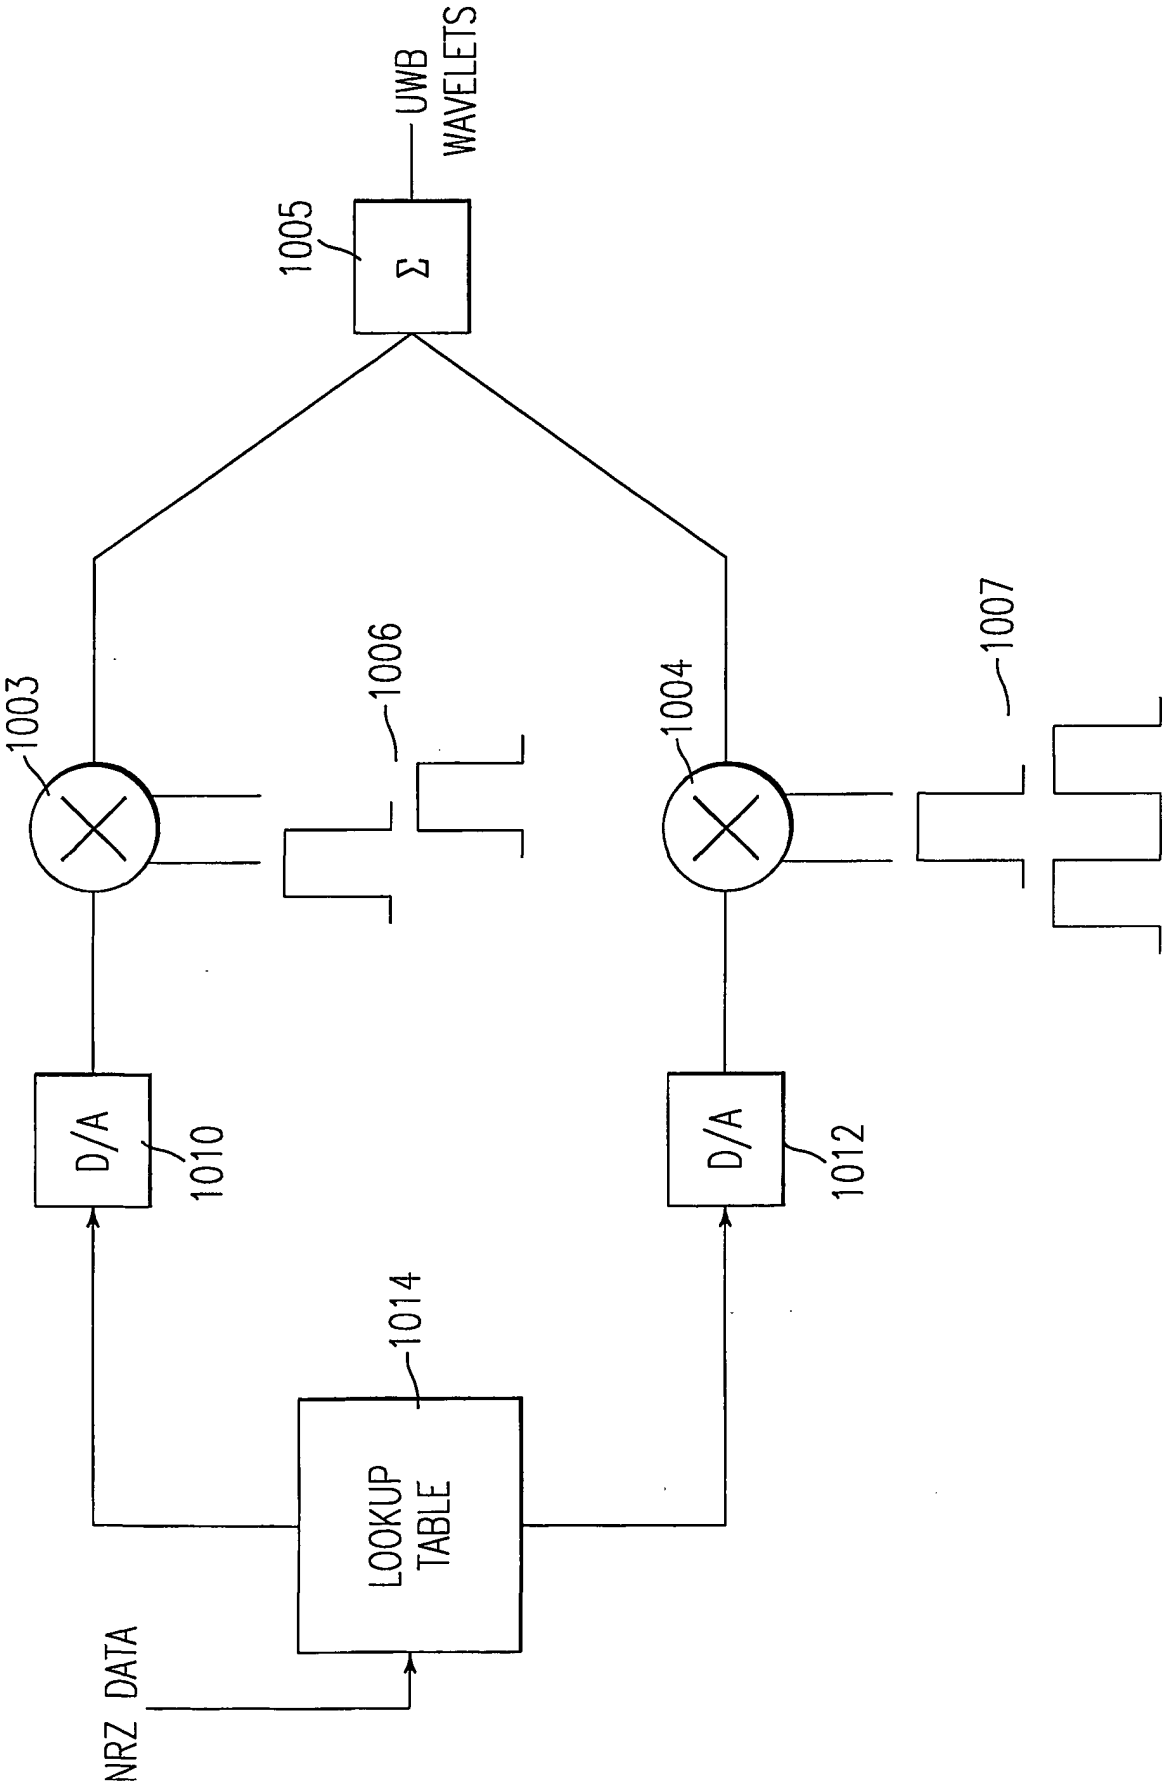 NRZ DATA
LOOKUP
TABLE
1014
D/A
1010
D/A
1012
1003
1006
1004
1007
1005
Σ
UWB
WAVELETS